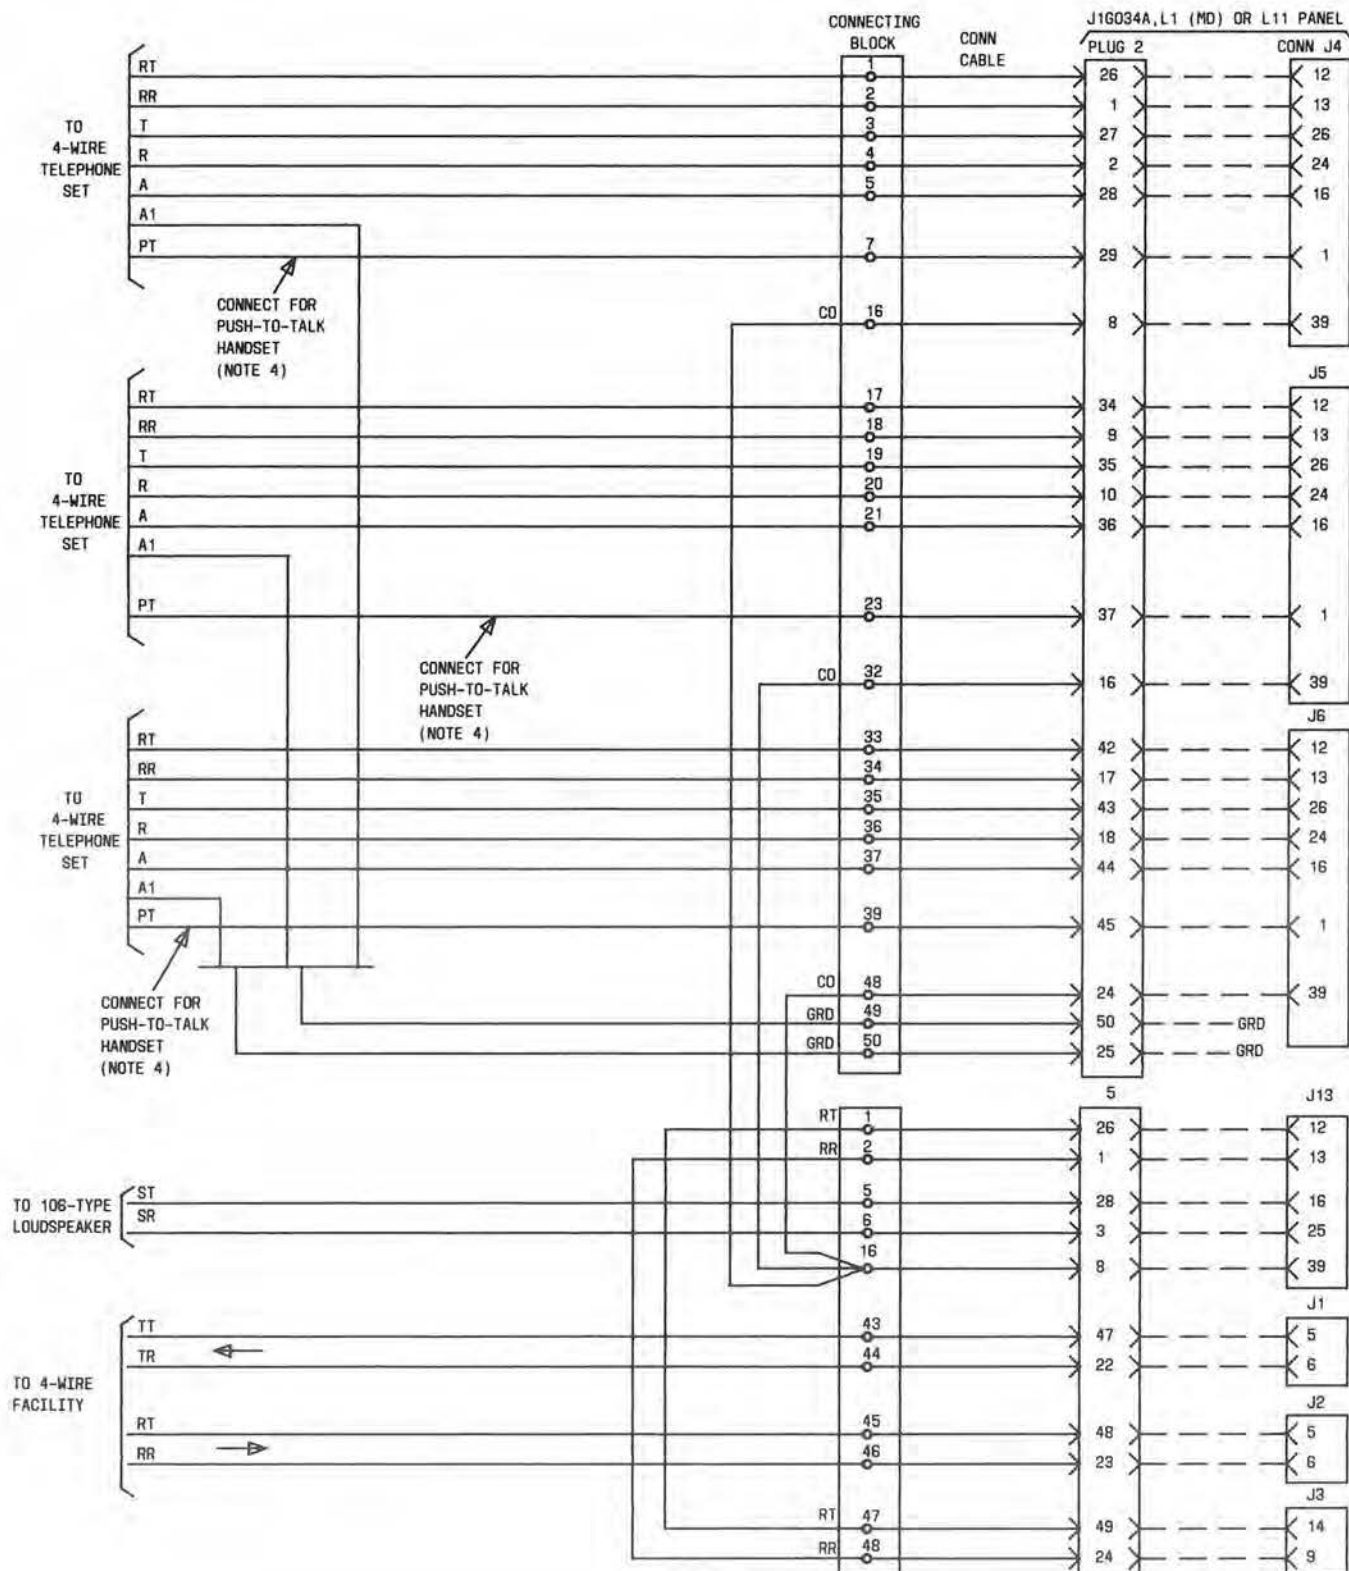 CONNECTING BLOCK
CONN CABLE
J1G034A,L1 (MD) OR L11 PANEL
PLUG 2
CONN J4
TO 4-WIRE TELEPHONE SET
RT 1 26 12
RR 2 1 13
T 3 27 26
R 4 2 24
A 5 28 16
A1
PT 7 29 1
CONNECT FOR
PUSH-TO-TALK
HANDSET
(NOTE 4)
CO 16 8 39
J5
TO 4-WIRE TELEPHONE SET
RT 17 34 12
RR 18 9 13
T 19 35 26
R 20 10 24
A 21 36 16
A1
PT 23 37 1
CONNECT FOR
PUSH-TO-TALK
HANDSET
(NOTE 4)
CO 32 16 39
J6
TO 4-WIRE TELEPHONE SET
RT 33 42 12
RR 34 17 13
T 35 43 26
R 36 18 24
A 37 44 16
A1
PT 39 45 1
CONNECT FOR
PUSH-TO-TALK
HANDSET
(NOTE 4)
CO 48 24 39
GRD 49 50 GRD
GRD 50 25 GRD
5
J13
RT 1 26 12
RR 2 1 13
TO 106-TYPE LOUDSPEAKER
ST 5 28 16
SR 6 3 25
16 8 39
J1
TO 4-WIRE FACILITY
TT 43 47 5
TR 44 22 6
J2
RT 45 48 5
RR 46 23 6
J3
RT 47 49 14
RR 48 24 9